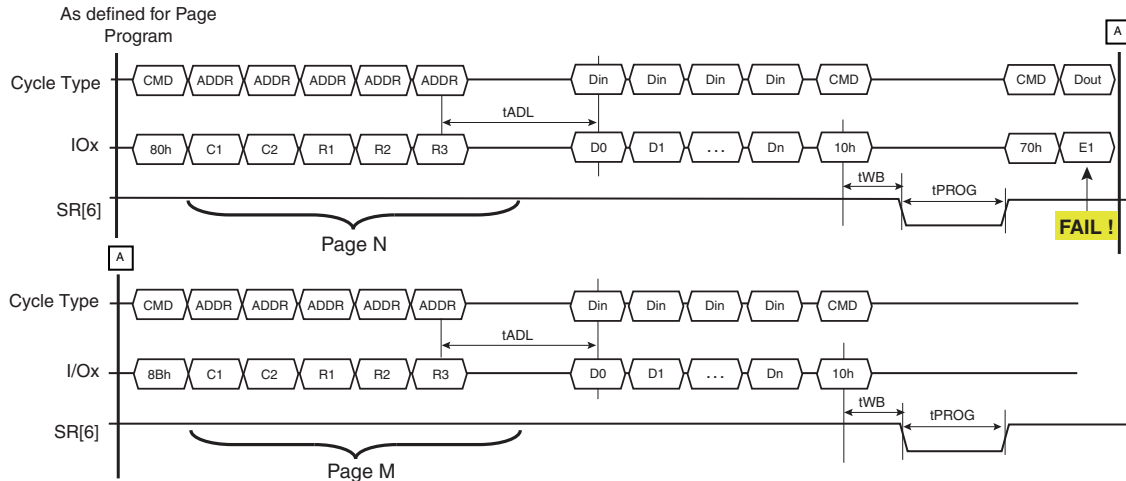 As defined for Page
Program
A
Cycle Type
CMD ADDR ADDR ADDR ADDR ADDR Din Din Din Din CMD CMD Dout
tADL
IOx
80h C1 C2 R1 R2 R3 D0 D1 ... Dn 10h 70h E1
tWB tPROG
SR[6]
FAIL !
Page N
A
Cycle Type
CMD ADDR ADDR ADDR ADDR ADDR Din Din Din Din CMD
tADL
I/Ox
8Bh C1 C2 R1 R2 R3 D0 D1 ... Dn 10h
tWB tPROG
SR[6]
Page M